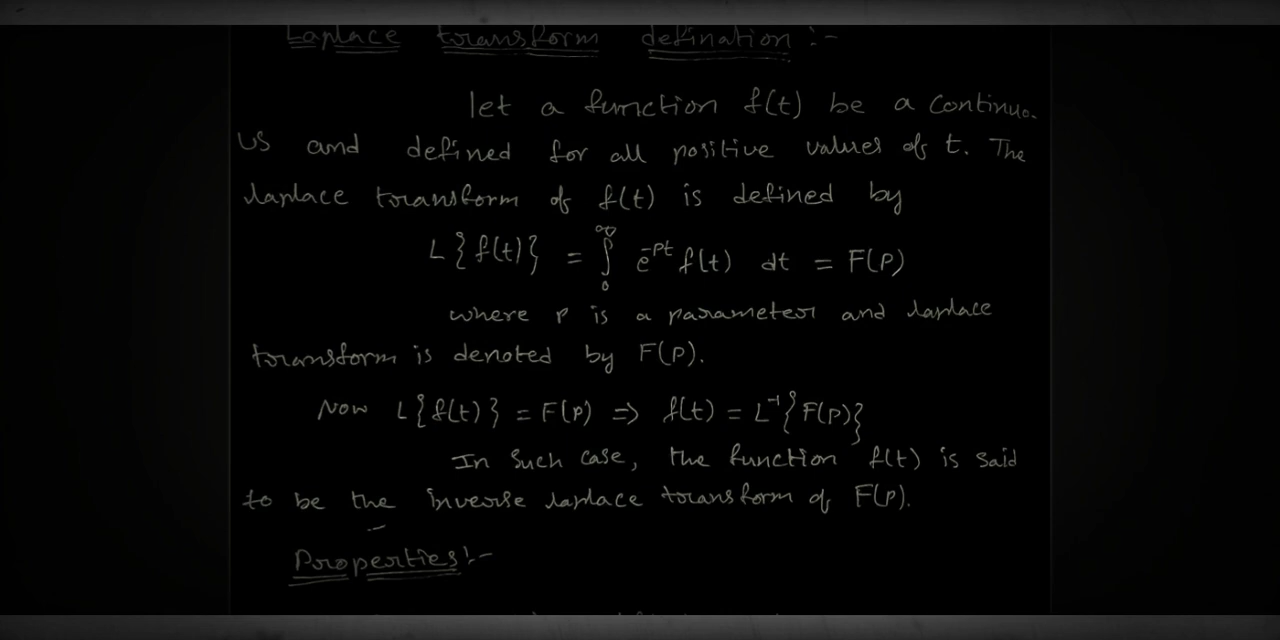 Laplace transform defination :-
let a function f(t) be a continuo-
us and defined for all positive values of t. The
laplace transform of f(t) is defined by
L{f(t)} = ∫₀^∞ e^-pt f(t) dt = F(p)
where p is a parameter and laplace
transform is denoted by F(p).
Now L{f(t)} = F(p) => f(t) = L⁻¹{F(p)}
In such case, the function f(t) is said
to be the inverse laplace transform of F(p).
Properties :-